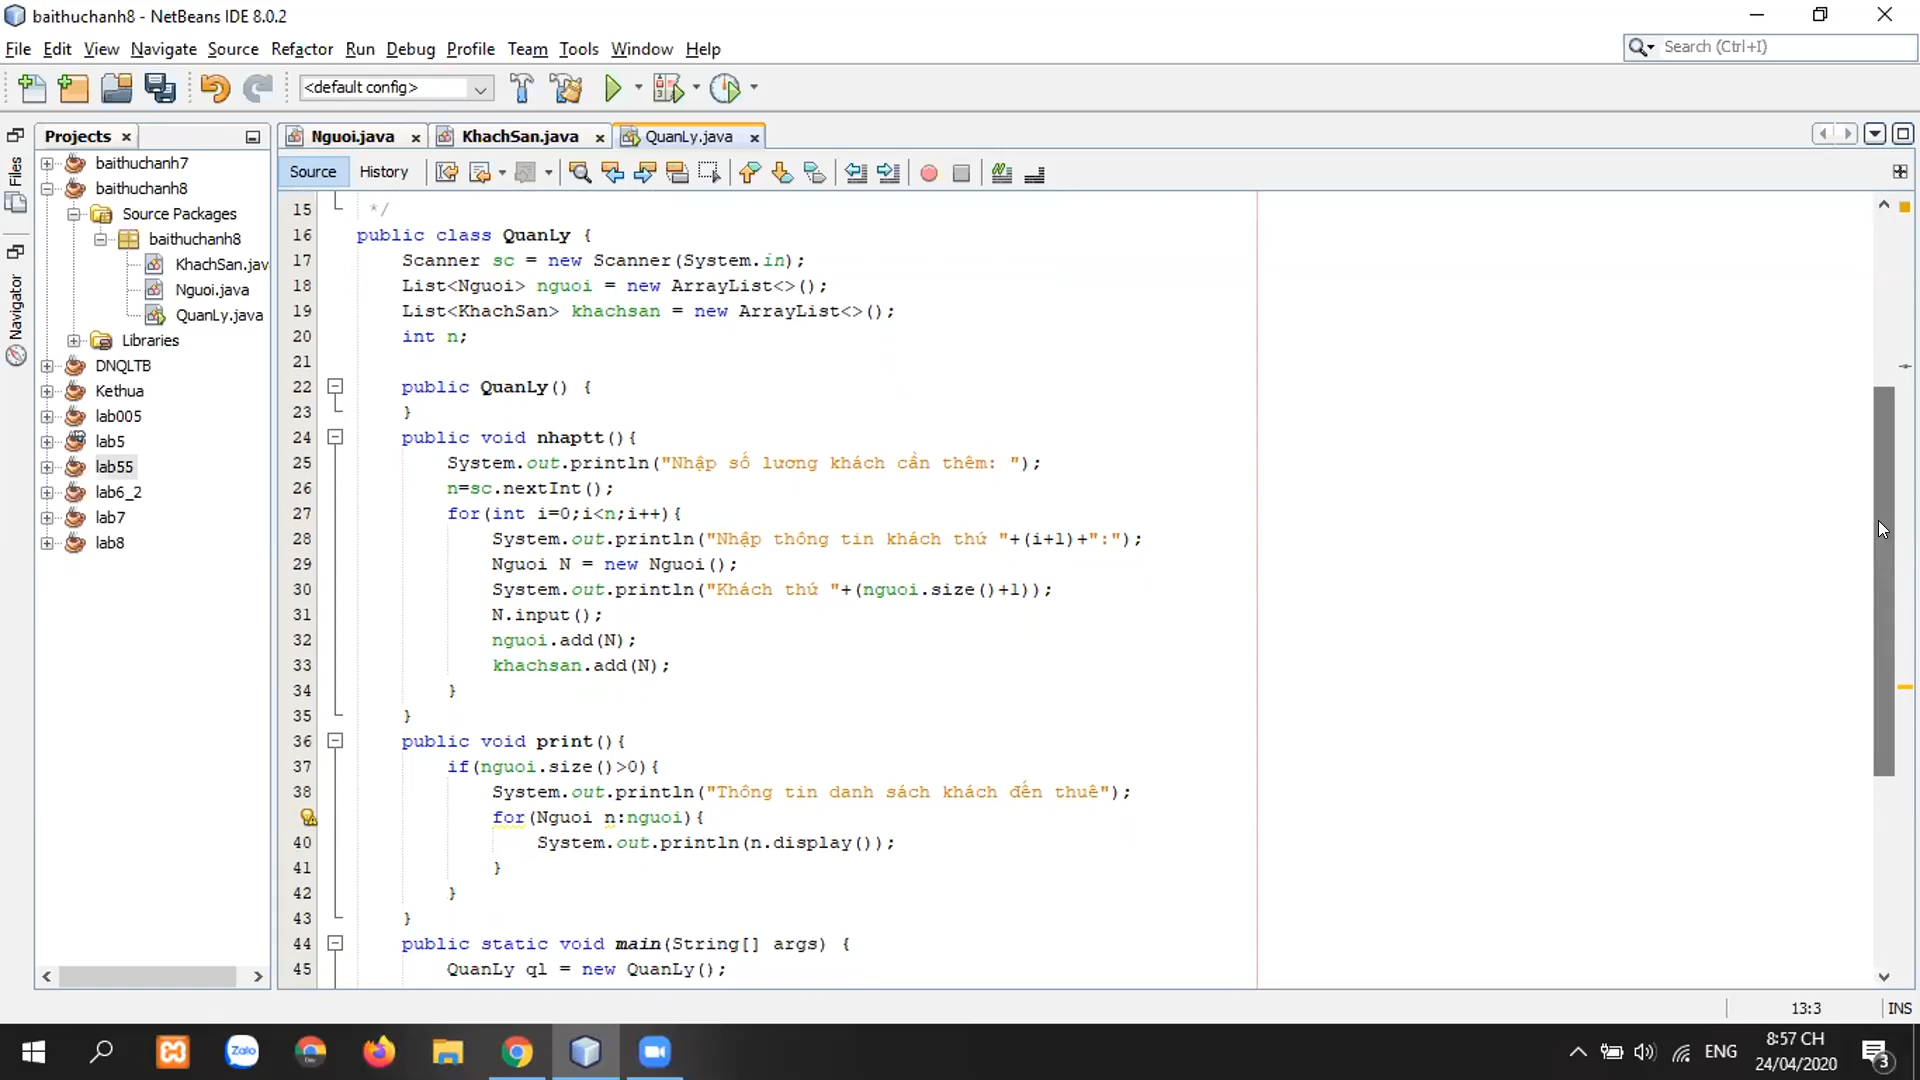 baithuchanh8 - NetBeans IDE 8.0.2
File Edit View Navigate Source Refactor Run Debug Profile Team Tools Window Help
Search (Ctrl+I)
<default config>
Files
Navigator
Projects
baithuchanh7
baithuchanh8
Source Packages
baithuchanh8
KhachSan.jav
Nguoi.java
QuanLy.java
Libraries
DNQLTB
Kethua
lab005
lab5
lab55
lab6_2
lab7
lab8
Nguoi.java KhachSan.java QuanLy.java
Source History
15 */
16 public class QuanLy {
17 Scanner sc = new Scanner(System.in);
18 List<Nguoi> nguoi = new ArrayList<>();
19 List<KhachSan> khachsan = new ArrayList<>();
20 int n;
21
22 public QuanLy() {
23 }
24 public void nhaptt(){
25 System.out.println("Nhập số lương khách cần thêm: ");
26 n=sc.nextInt();
27 for(int i=0;i<n;i++){
28 System.out.println("Nhập thông tin khách thứ "+(i+1)+":");
29 Nguoi N = new Nguoi();
30 System.out.println("Khách thứ "+(nguoi.size()+1));
31 N.input();
32 nguoi.add(N);
33 khachsan.add(N);
34 }
35 }
36 public void print(){
37 if(nguoi.size()>0){
38 System.out.println("Thông tin danh sách khách đến thuê");
for(Nguoi n:nguoi){
40 System.out.println(n.display());
41 }
42 }
43 }
44 public static void main(String[] args) {
45 QuanLy ql = new QuanLy();
13:3 INS
Zalo
Dev
ENG
8:57 CH
24/04/2020
3